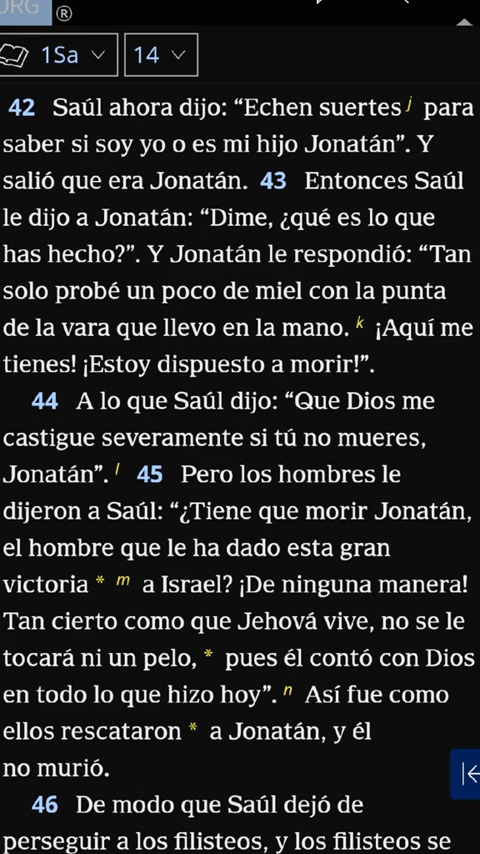 ORG ®
1Sa 14
42 Saúl ahora dijo: “Echen suertes j para
saber si soy yo o es mi hijo Jonatán”. Y
salió que era Jonatán. 43 Entonces Saúl
le dijo a Jonatán: “Dime, ¿qué es lo que
has hecho?”. Y Jonatán le respondió: “Tan
solo probé un poco de miel con la punta
de la vara que llevo en la mano. k ¡Aquí me
tienes! ¡Estoy dispuesto a morir!”.
44 A lo que Saúl dijo: “Que Dios me
castigue severamente si tú no mueres,
Jonatán”. l 45 Pero los hombres le
dijeron a Saúl: “¿Tiene que morir Jonatán,
el hombre que le ha dado esta gran
victoria * m a Israel? ¡De ninguna manera!
Tan cierto como que Jehová vive, no se le
tocará ni un pelo, * pues él contó con Dios
en todo lo que hizo hoy”. n Así fue como
ellos rescataron * a Jonatán, y él
no murió.
46 De modo que Saúl dejó de
perseguir a los filisteos, y los filisteos se